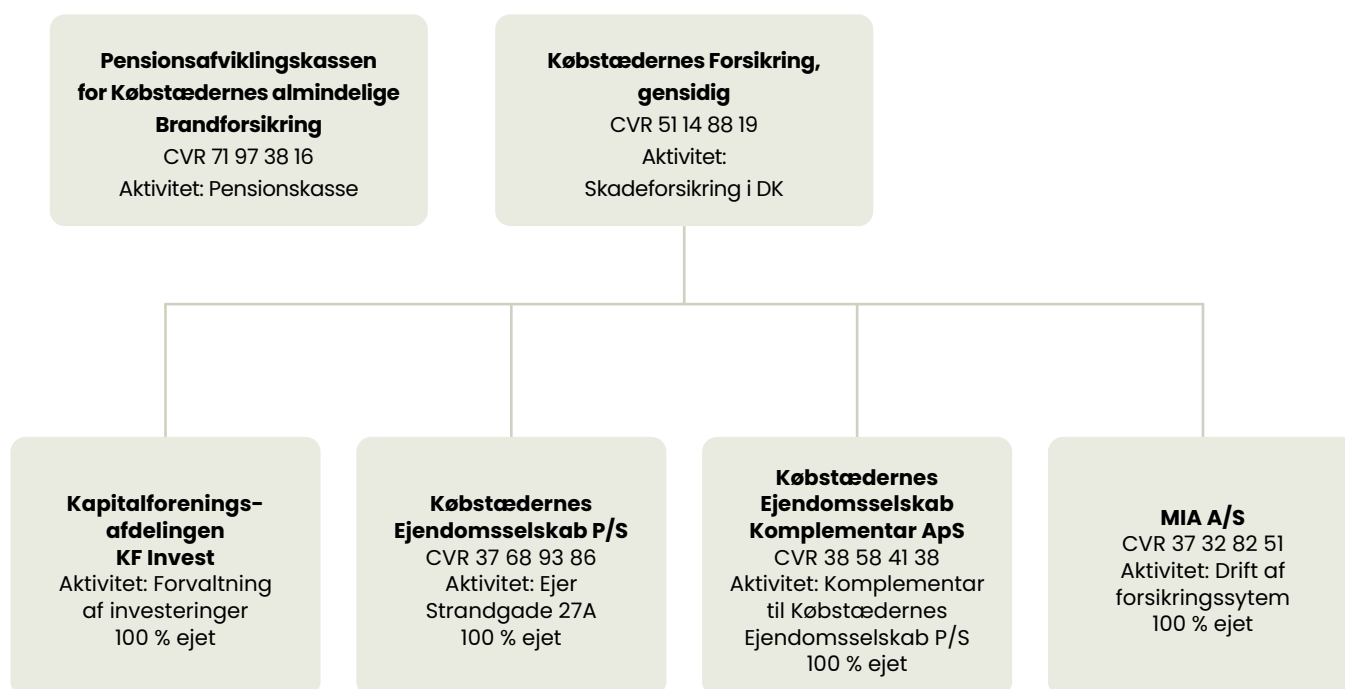 Pensionsafviklingskassen
for Købstædernes almindelige
Brandforsikring
CVR 71 97 38 16
Aktivitet: Pensionskasse
Købstædernes Forsikring,
gensidig
CVR 51 14 88 19
Aktivitet:
Skadeforsikring i DK
Kapitalforenings-
afdelingen
KF Invest
Aktivitet: Forvaltning
af investeringer
100 % ejet
Købstædernes
Ejendomsselskab P/S
CVR 37 68 93 86
Aktivitet: Ejer
Strandgade 27A
100 % ejet
Købstædernes
Ejendomsselskab
Komplementar ApS
CVR 38 58 41 38
Aktivitet: Komplementar
til Købstædernes
Ejendomsselskab P/S
100 % ejet
MIA A/S
CVR 37 32 82 51
Aktivitet: Drift af
forsikringssytem
100 % ejet